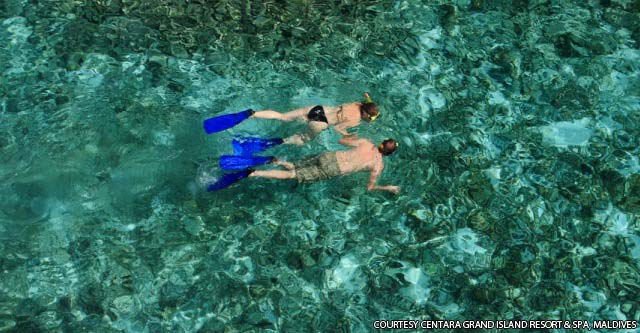 COURTESY CENTARA GRAND ISLAND RESORT & SPA, MALDIVES